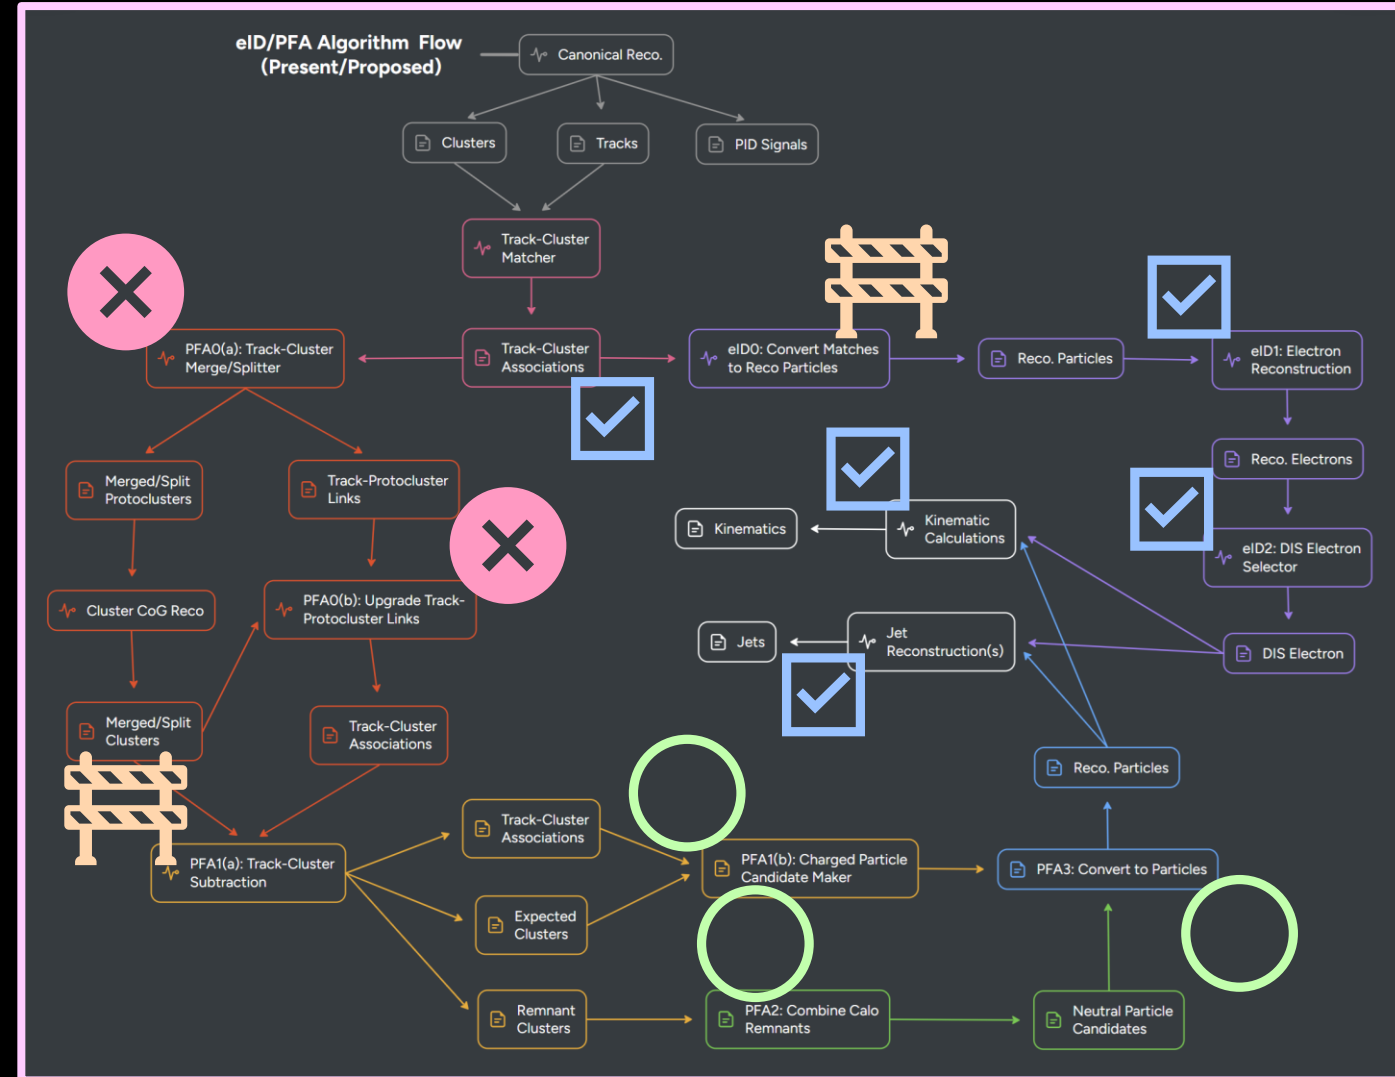 eID/PFA Algorithm Flow
(Present/Proposed)
Canonical Reco.
Clusters
Tracks
PID Signals
Track-Cluster
Matcher
PFA0(a): Track-Cluster
Merge/Splitter
Track-Cluster
Associations
eID0: Convert Matches
to Reco Particles
Reco. Particles
eID1: Electron
Reconstruction
Merged/Split
Protoclusters
Track-Protocluster
Links
Reco. Electrons
Kinematics
Kinematic
Calculations
eID2: DIS Electron
Selector
Cluster CoG Reco
PFA0(b): Upgrade Track-
Protocluster Links
Jets
Jet
Reconstruction(s)
DIS Electron
Merged/Split
Clusters
Track-Cluster
Associations
Reco. Particles
Track-Cluster
Associations
PFA1(a): Track-Cluster
Subtraction
PFA1(b): Charged Particle
Candidate Maker
PFA3: Convert to Particles
Expected
Clusters
Remnant
Clusters
PFA2: Combine Calo
Remnants
Neutral Particle
Candidates